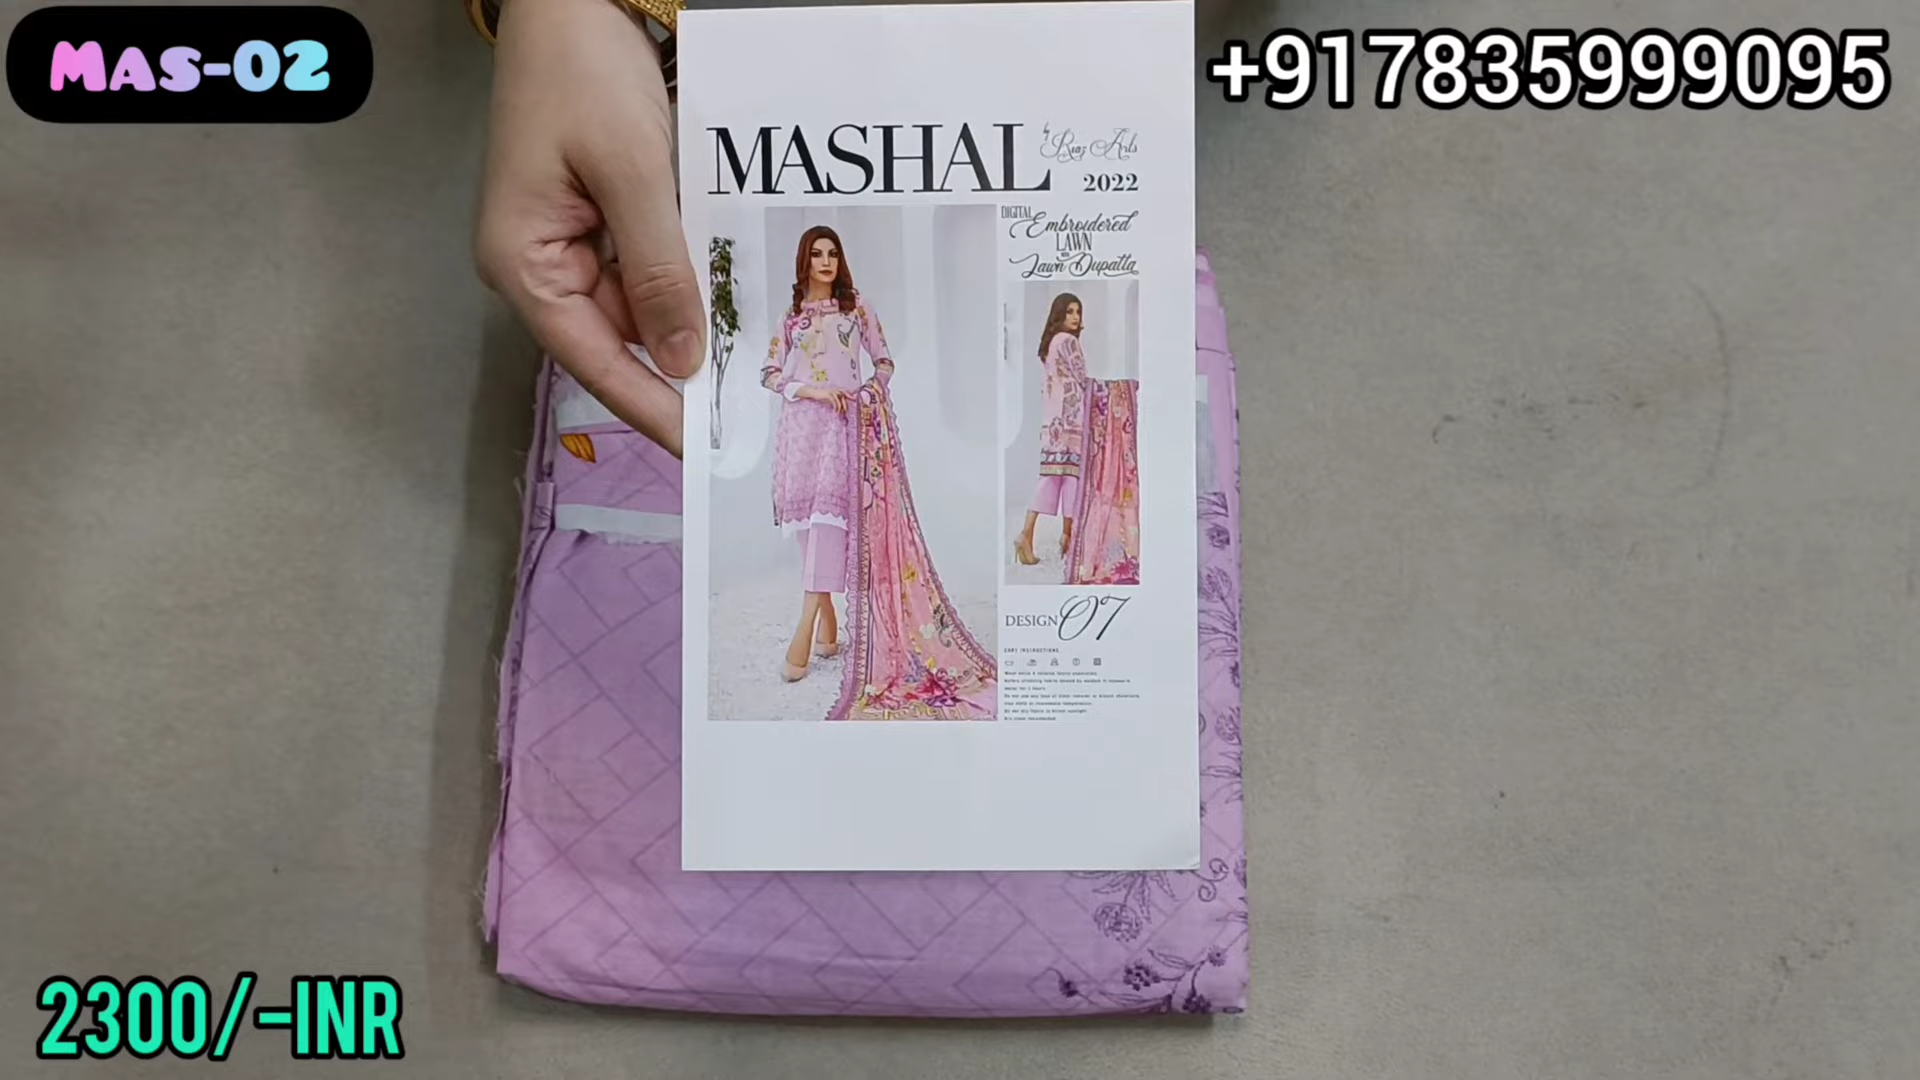 MAS-02
+917835999095
MASHAL
by Riaz Arts
2022
DIGITAL
Embroidered
LAWN
Lawn Dupatta
DESIGN 07
CARE INSTRUCTIONS
2300/-INR